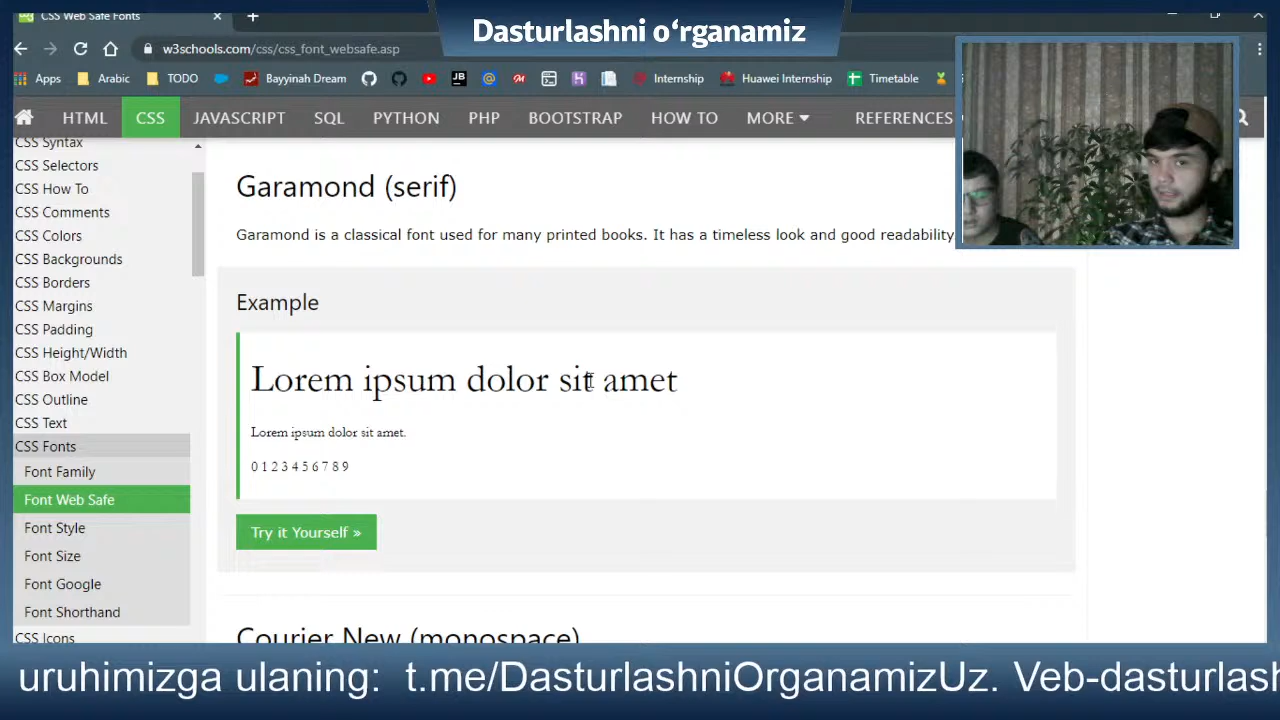 CSS Web Safe Fonts
Dasturlashni o‘rganamiz
w3schools.com/css/css_font_websafe.asp
Apps Arabic TODO Bayyinah Dream JB Internship Huawei Internship Timetable
HTML CSS JAVASCRIPT SQL PYTHON PHP BOOTSTRAP HOW TO MORE REFERENCES
CSS Syntax
CSS Selectors
CSS How To
CSS Comments
CSS Colors
CSS Backgrounds
CSS Borders
CSS Margins
CSS Padding
CSS Height/Width
CSS Box Model
CSS Outline
CSS Text
CSS Fonts
Font Family
Font Web Safe
Font Style
Font Size
Font Google
Font Shorthand
CSS Icons
Garamond (serif)
Garamond is a classical font used for many printed books. It has a timeless look and good readability
Example
Lorem ipsum dolor sit amet
Lorem ipsum dolor sit amet.
0 1 2 3 4 5 6 7 8 9
Try it Yourself »
Courier New (monospace)
uruhimizga ulaning: t.me/DasturlashniOrganamizUz. Veb-dasturlash